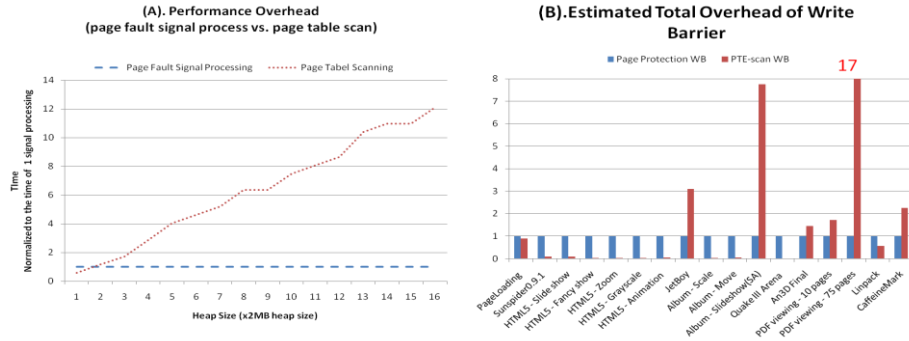 (A). Performance Overhead
(page fault signal process vs. page table scan)
Page Fault Signal Processing
Page Tabel Scanning
14
12
10
8
6
4
2
0
Time
Normalized to the time of 1 signal processing
1 2 3 4 5 6 7 8 9 10 11 12 13 14 15 16
Heap Size (x2MB heap size)
(B).Estimated Total Overhead of Write
Barrier
Page Protection WB
PTE-scan WB
17
8
7
6
5
4
3
2
1
0
PageLoading
Sunspider0.9.1
HTML5 - Slide show
HTML5 - Fancy show
HTML5 - Zoom
HTML5 - Grayscale
HTML5 - Animation
JetBoy
Album - Scale
Album - Move
Album - Slideshow(5A)
Quake III Arena
An3D Final
PDF viewing - 10 pages
PDF viewing - 75 pages
Linpack
CaffeineMark